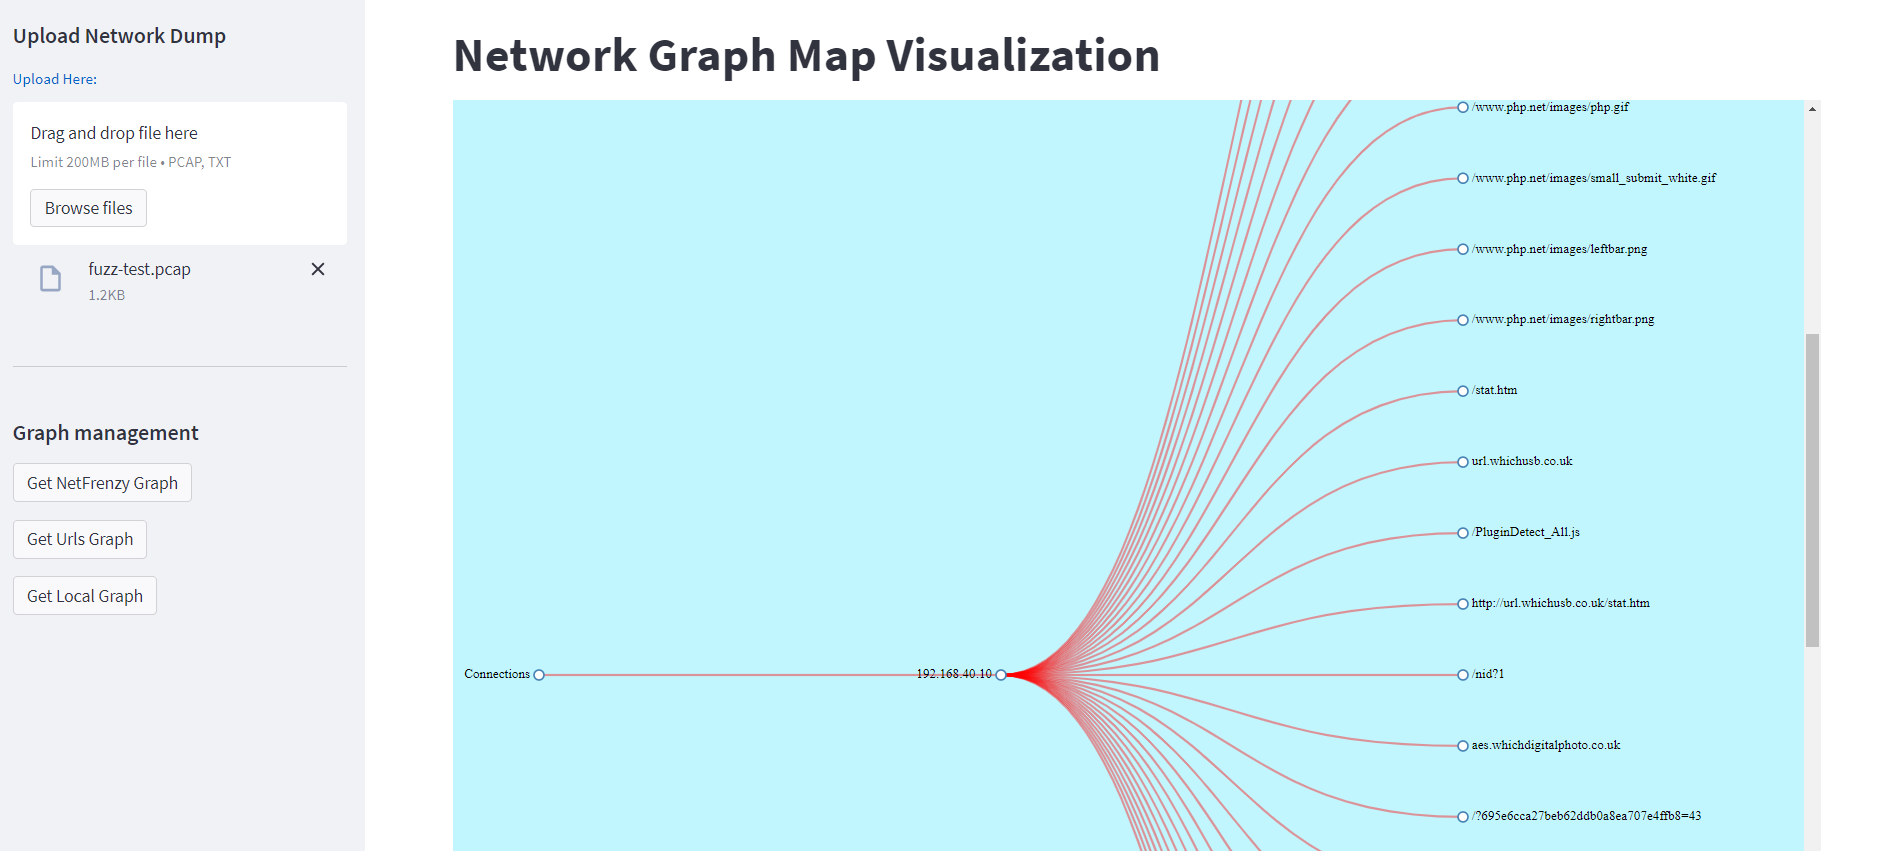 Upload Network Dump
Upload Here:
Drag and drop file here
Limit 200MB per file • PCAP, TXT
Browse files
fuzz-test.pcap
1.2KB
Graph management
Get NetFrenzy Graph
Get Urls Graph
Get Local Graph
Network Graph Map Visualization
/www.php.net/images/php.gif
/www.php.net/images/small_submit_white.gif
/www.php.net/images/leftbar.png
/www.php.net/images/rightbar.png
/stat.htm
url.whichusb.co.uk
/PluginDetect_All.js
http://url.whichusb.co.uk/stat.htm
Connections
192.168.40.10
/nid?1
aes.whichdigitalphoto.co.uk
/?695e6cca27beb62ddb0a8ea707e4ffb8=43